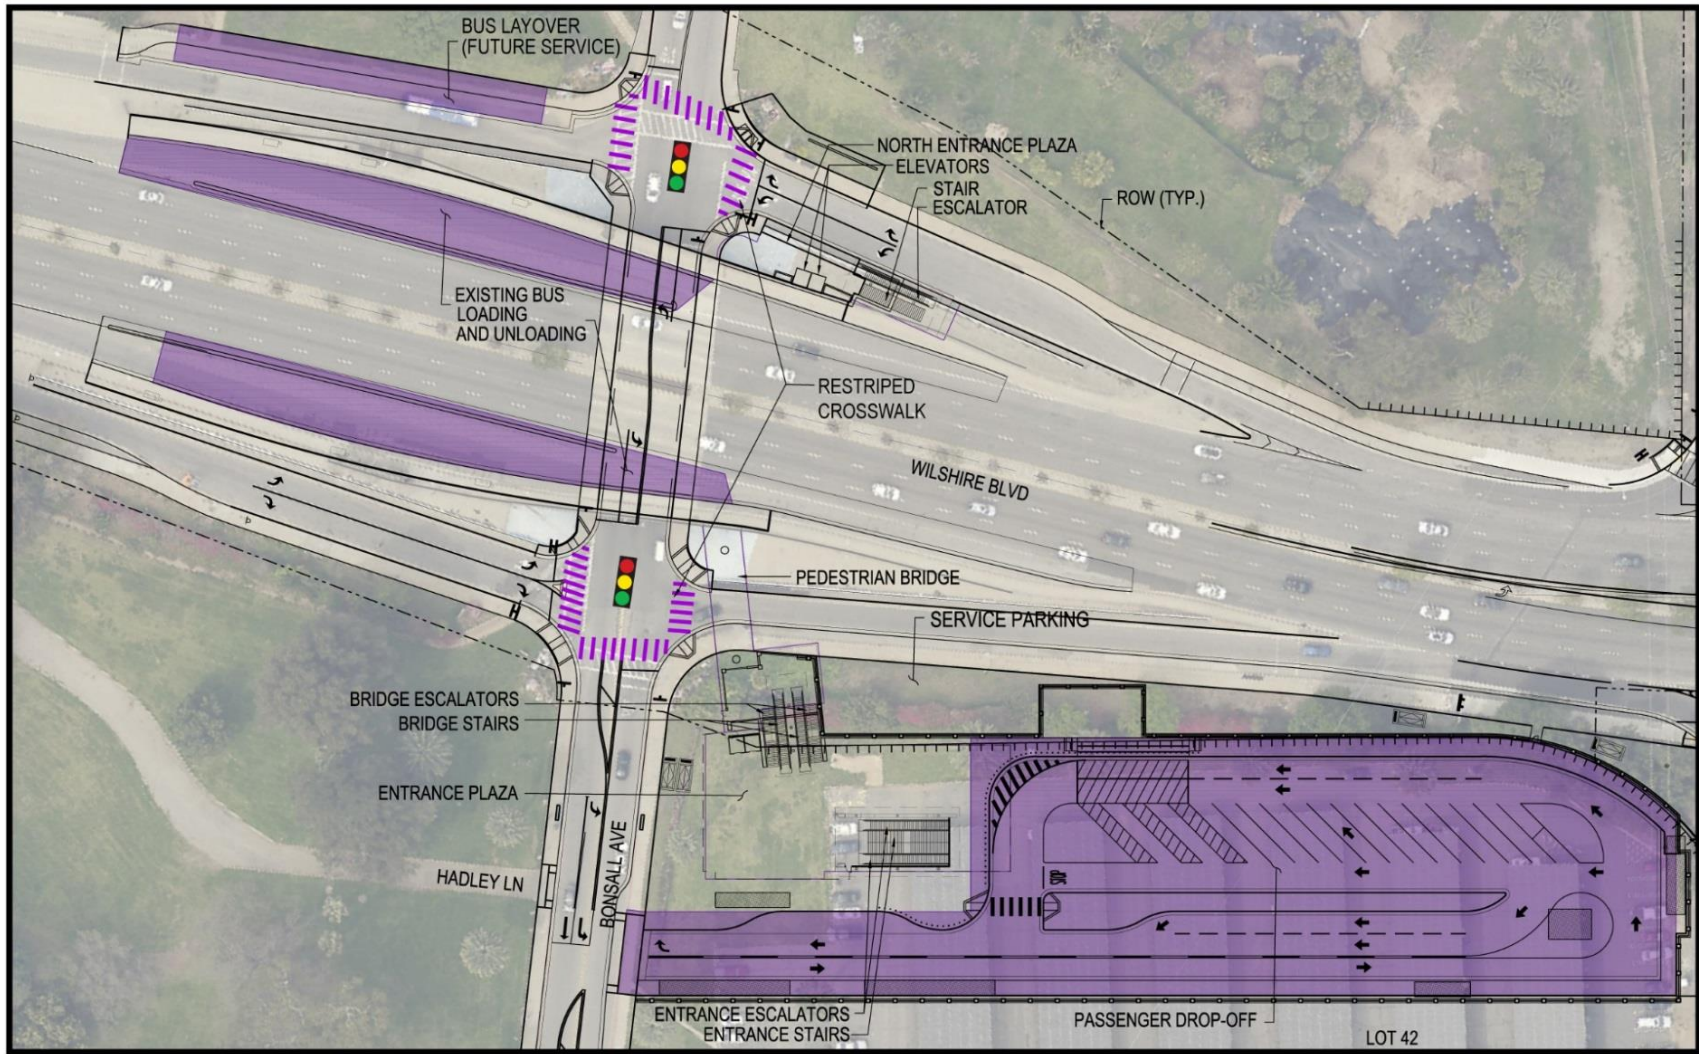 BUS LAYOVER
(FUTURE SERVICE)
NORTH ENTRANCE PLAZA
ELEVATORS
STAIR
ESCALATOR
ROW (TYP.)
EXISTING BUS
LOADING
AND UNLOADING
RESTRIPED
CROSSWALK
WILSHIRE BLVD
PEDESTRIAN BRIDGE
SERVICE PARKING
BRIDGE ESCALATORS
BRIDGE STAIRS
ENTRANCE PLAZA
HADLEY LN
BONSALL AVE
STOP
ENTRANCE ESCALATORS
ENTRANCE STAIRS
PASSENGER DROP-OFF
LOT 42